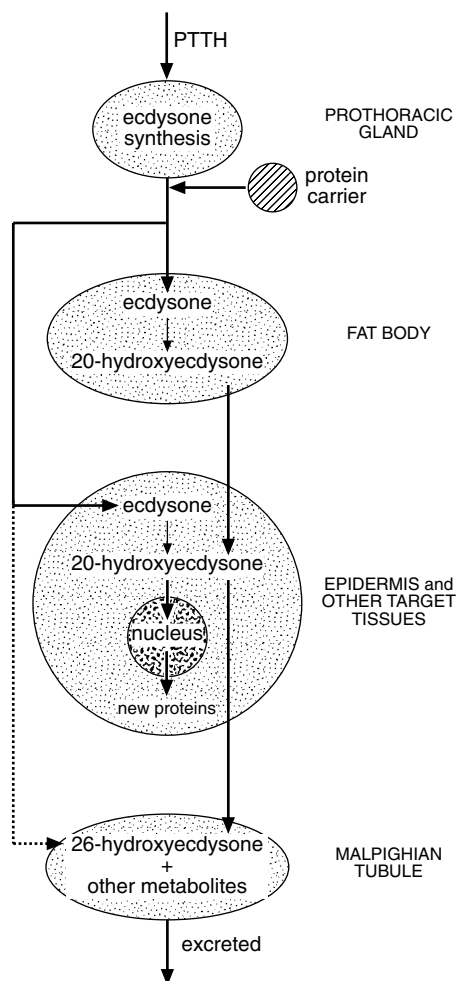 PTTH
ecdysone
synthesis
PROTHORACIC
GLAND
protein
carrier
ecdysone
20-hydroxyecdysone
FAT BODY
ecdysone
20-hydroxyecdysone
nucleus
new proteins
EPIDERMIS and
OTHER TARGET
TISSUES
26-hydroxyecdysone
+
other metabolites
MALPIGHIAN
TUBULE
excreted